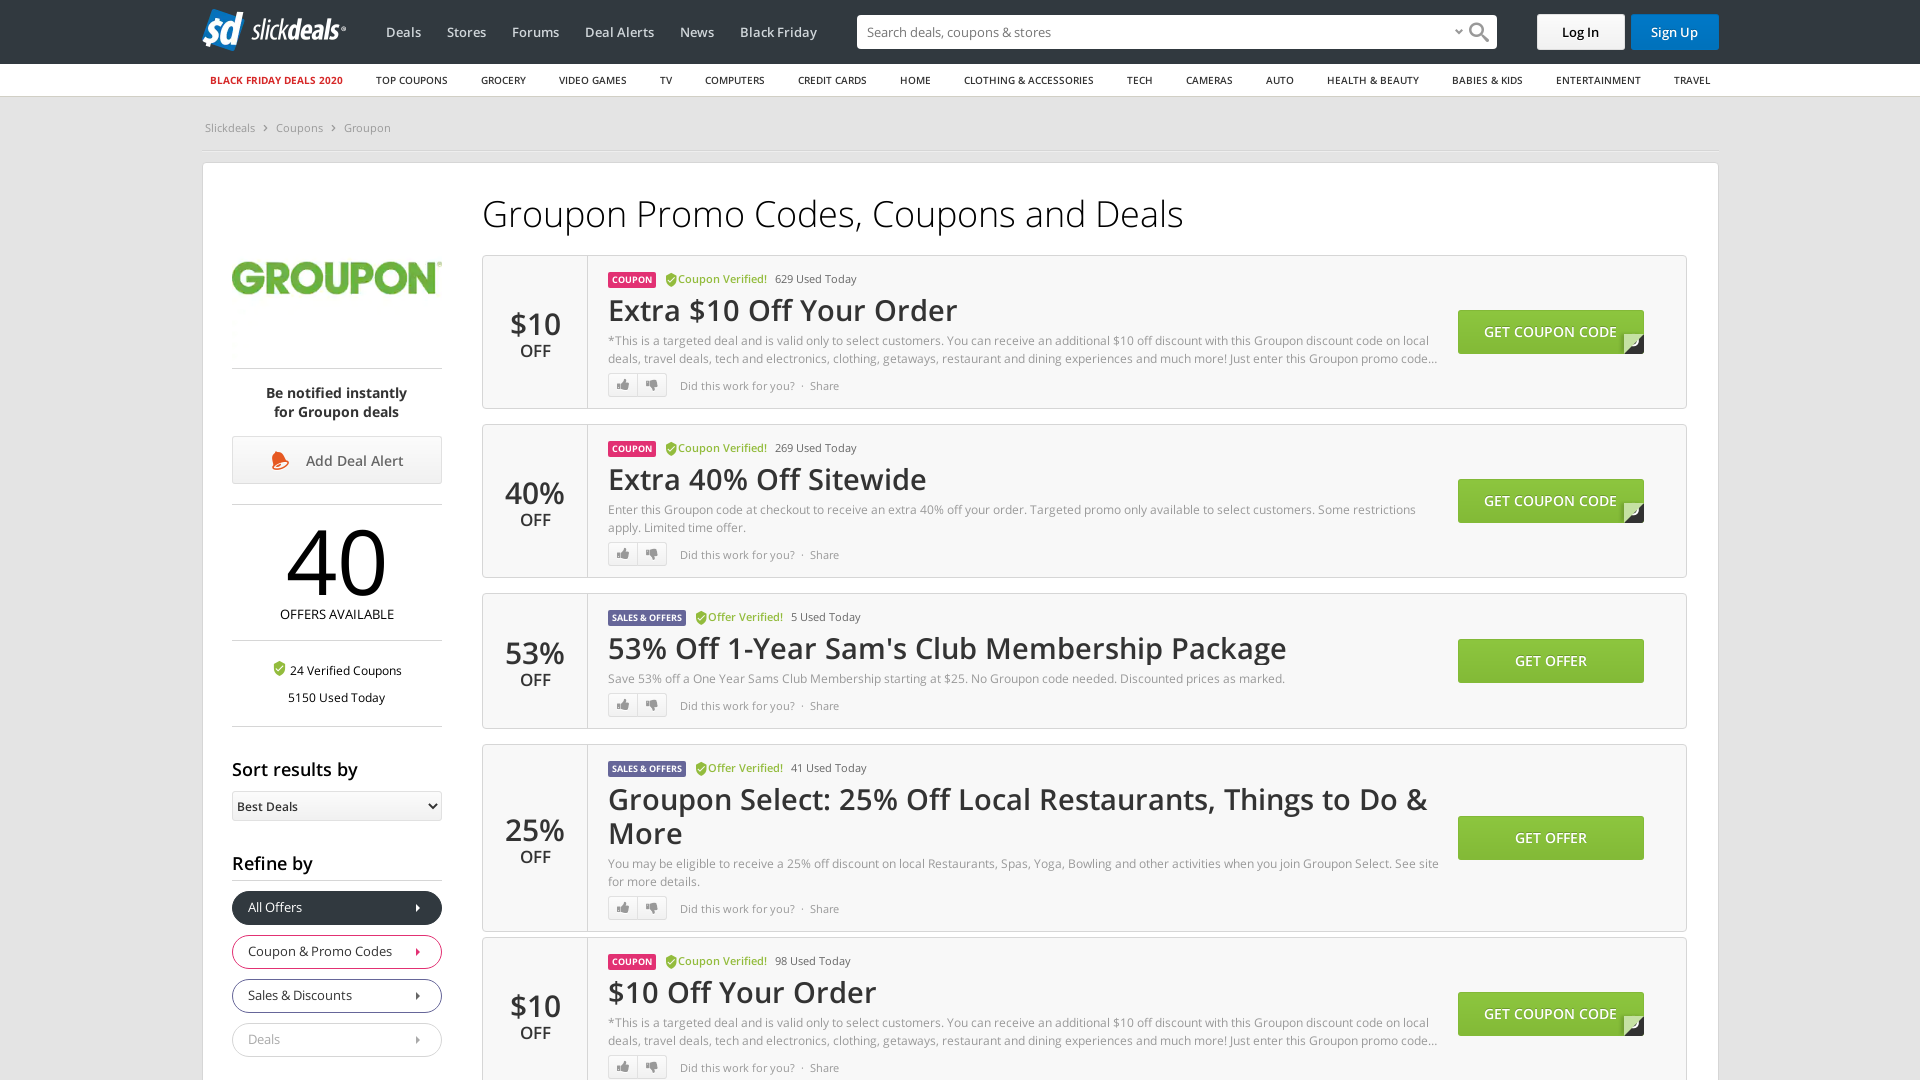 sd slickdeals
Deals
Stores
Forums
Deal Alerts
News
Black Friday
Search deals, coupons & shops
Log In
Sign Up
BLACK FRIDAY DEALS 2020
TOP COUPONS
GROCERY
VIDEO GAMES
TV
COMPUTERS
CREDIT CARDS
HOME
CLOTHING & ACCESSORIES
TECH
CAMERAS
AUTO
HEALTH & BEAUTY
BABIES & KIDS
ENTERTAINMENT
TRAVEL
Slickdeals > Coupons > Groupon
GROUPON
Be notified instantly
for Groupon deals
Add Deal Alert
40
OFFERS AVAILABLE
24 Verified Coupons
5150 Used Today
Sort results by
Best Deals
Refine by
All Offers
Coupon & Promo Codes
Sales & Discounts
Deals
Groupon Promo Codes, Coupons and Deals
$10
OFF
COUPON Coupon Verified! 629 Used Today
Extra $10 Off Your Order
*This is a targeted deal and is valid only to select customers. You can receive an additional $10 off discount with this Groupon discount code on local
deals, travel deals, tech and electronics, clothing, getaways, restaurant and dining experiences and much more! Just enter this Groupon promo code...
Did this work for you? · Share
GET COUPON CODE
40%
OFF
COUPON Coupon Verified! 269 Used Today
Extra 40% Off Sitewide
Enter this Groupon code at checkout to receive an extra 40% off your order. Targeted promo only available to select customers. Some restrictions
apply. Limited time offer.
Did this work for you? · Share
GET COUPON CODE
53%
OFF
SALES & OFFERS Offer Verified! 5 Used Today
53% Off 1-Year Sam's Club Membership Package
Save 53% off a One Year Sams Club Membership starting at $25. No Groupon code needed. Discounted prices as marked.
Did this work for you? · Share
GET OFFER
25%
OFF
SALES & OFFERS Offer Verified! 41 Used Today
Groupon Select: 25% Off Local Restaurants, Things to Do &
More
You may be eligible to receive a 25% off discount on local Restaurants, Spas, Yoga, Bowling and other activities when you join Groupon Select. See site
for more details.
Did this work for you? · Share
GET OFFER
$10
OFF
COUPON Coupon Verified! 98 Used Today
$10 Off Your Order
*This is a targeted deal and is valid only to select customers. You can receive an additional $10 off discount with this Groupon discount code on local
deals, travel deals, tech and electronics, clothing, getaways, restaurant and dining experiences and much more! Just enter this Groupon promo code...
Did this work for you? · Share
GET COUPON CODE